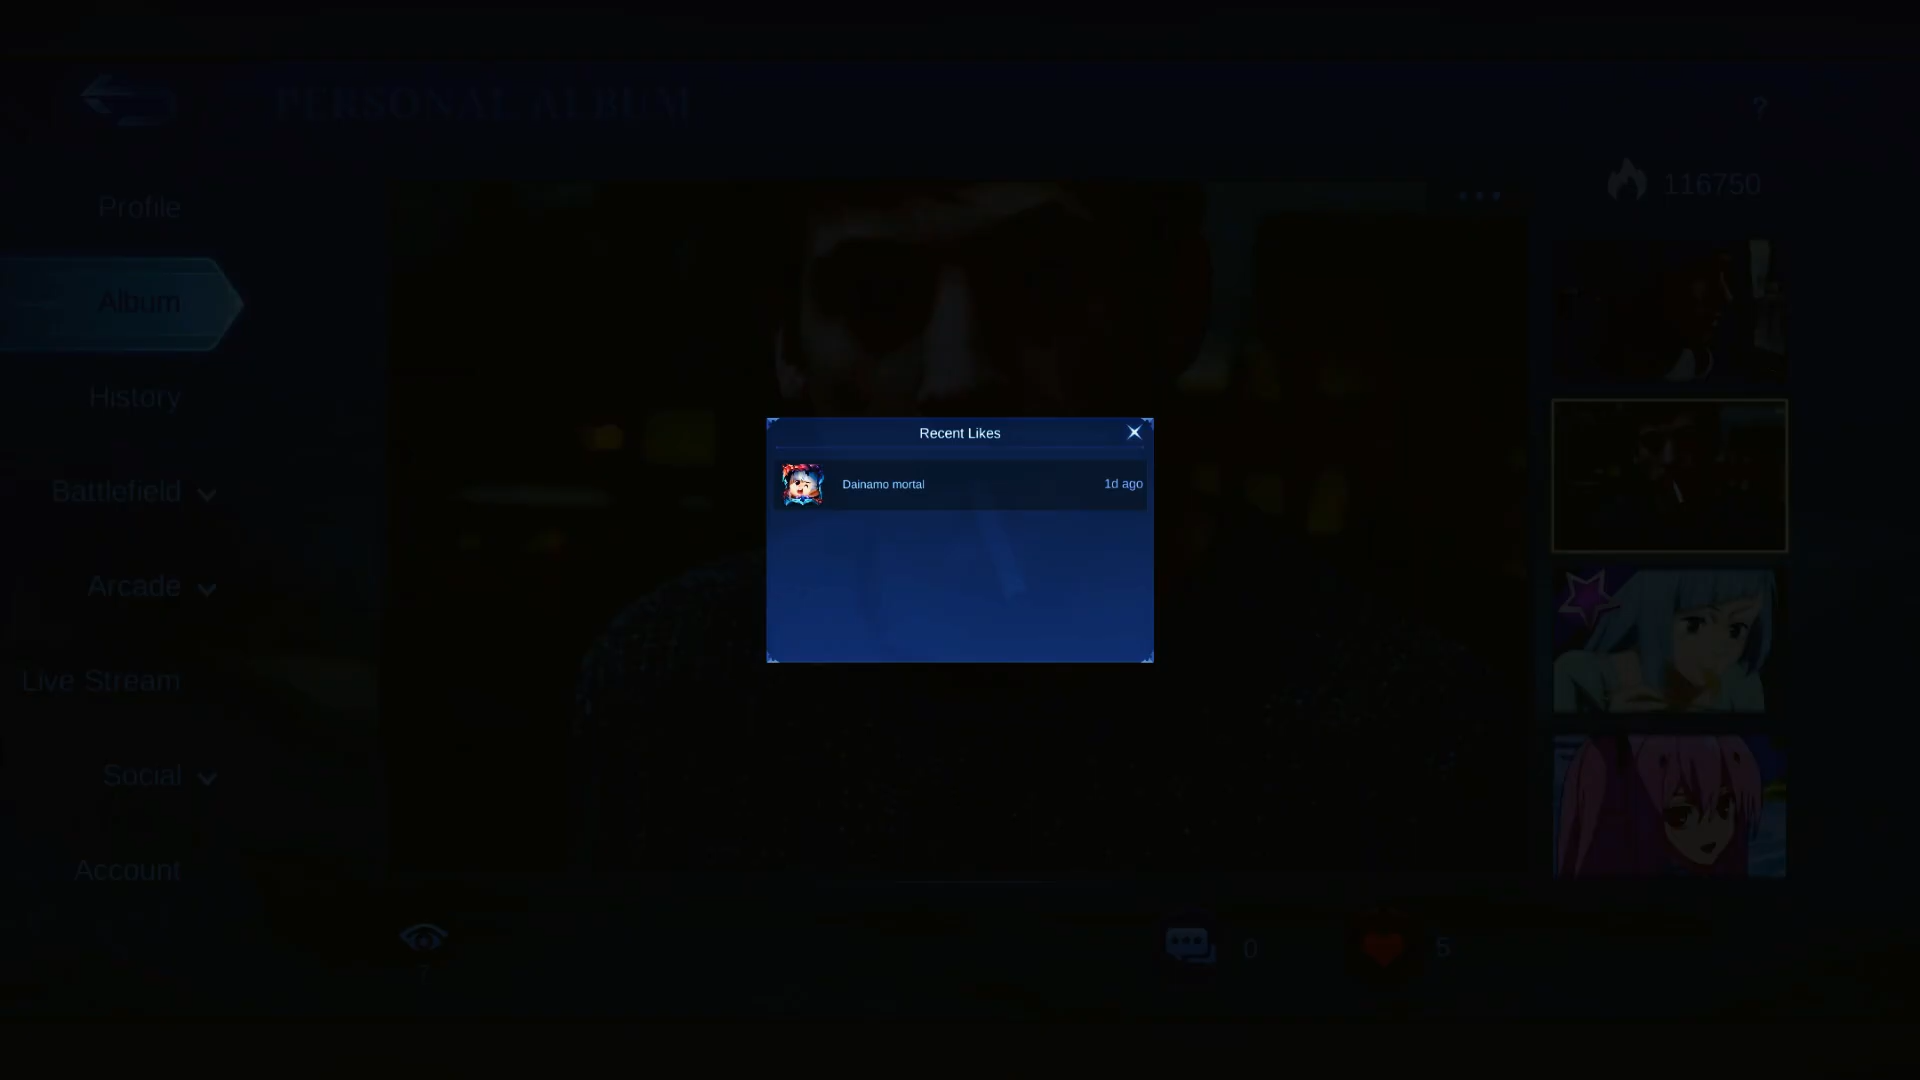 PERSONAL ALBUM
?
116750
Profile
Album
History
Battlefield
Arcade
Live Stream
Social
Account
Recent Likes
Dainamo mortal
1d ago
7
0
5